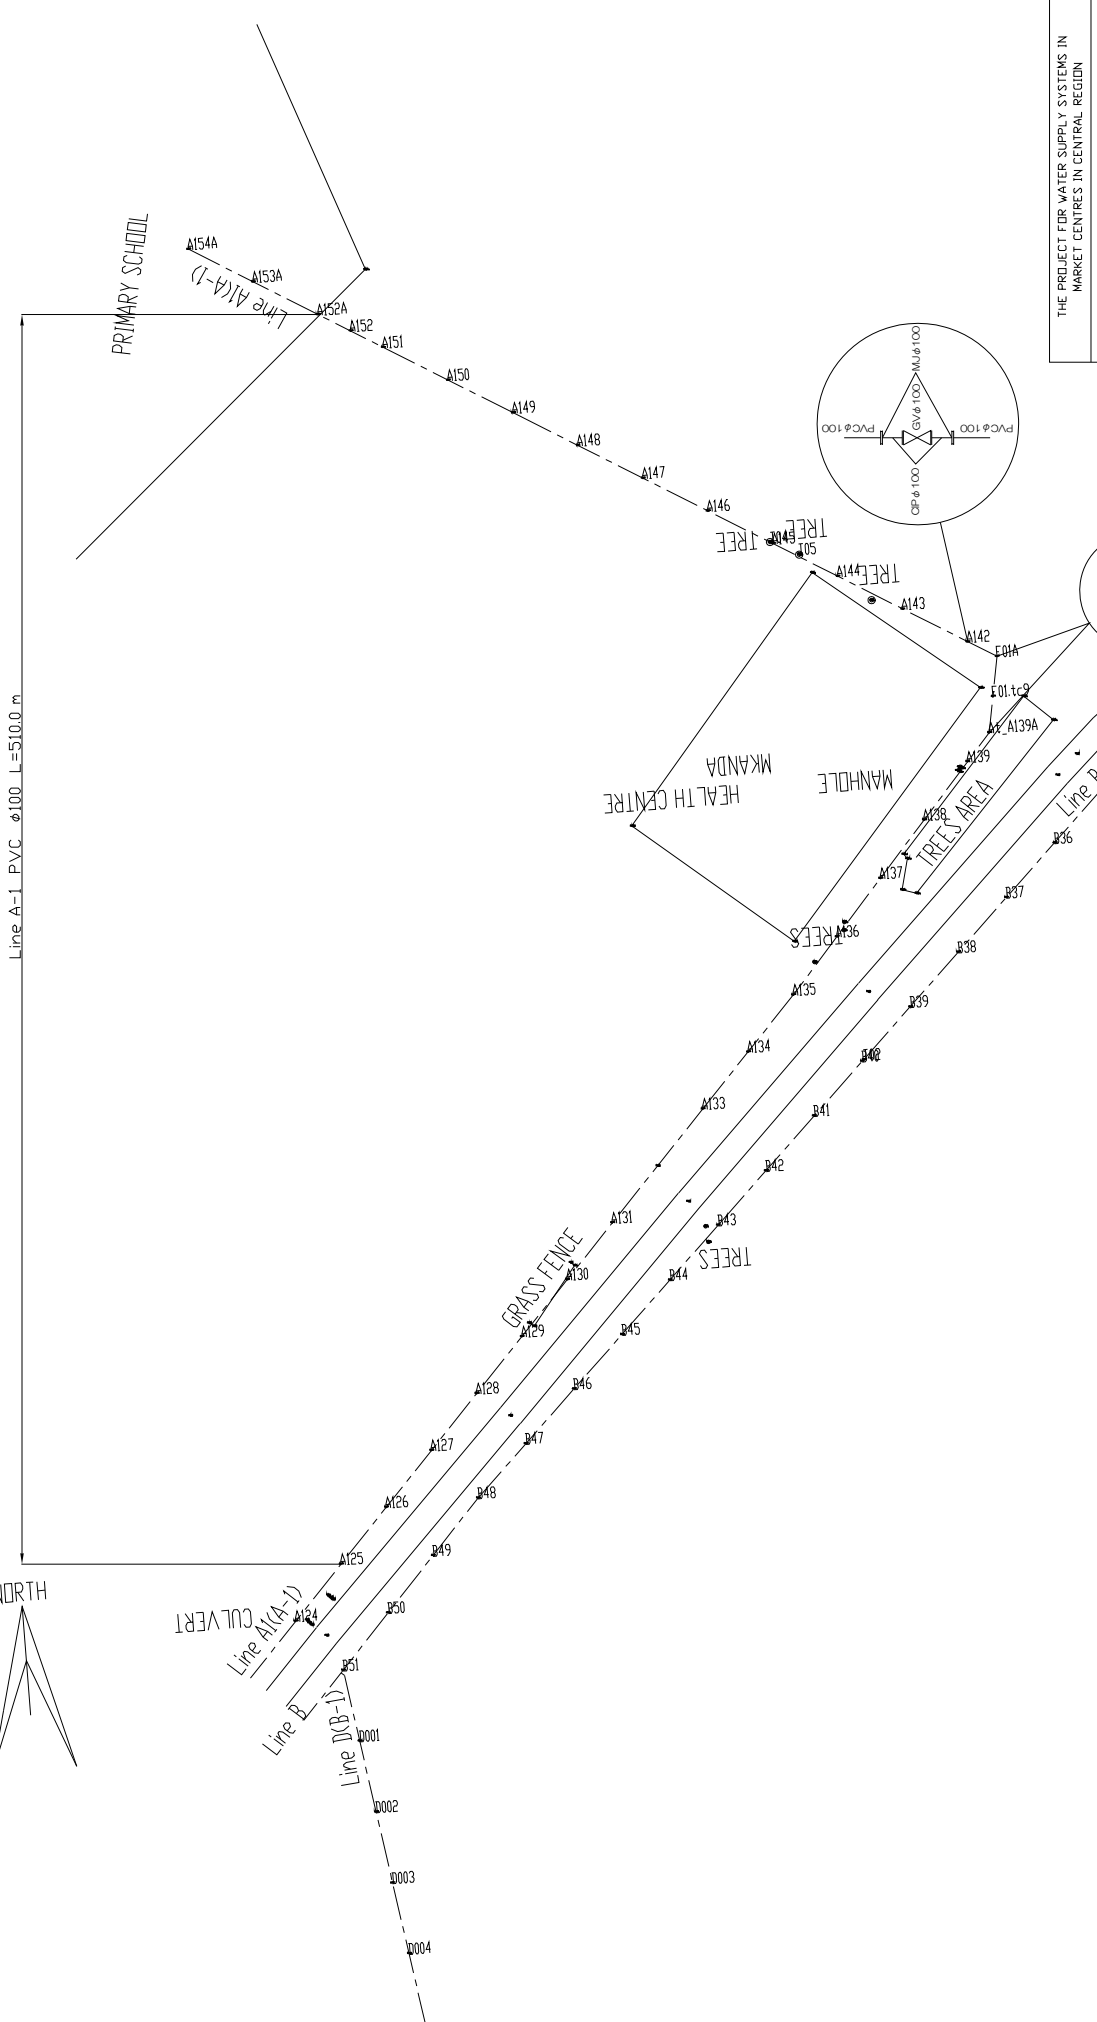 THE PROJECT FOR WATER SUPPLY SYSTEMS IN
MARKET CENTRES IN CENTRAL REGION
PRIMARY SCHOOL
A154A
A153A
Line A1(A-1)
A152A
A152
A151
A150
A149
A148
A147
A146
TREE
TREE
T05
A144
TREE
A143
A142
E01A
E01.tc9
At_A139A
A139
A138
TREES AREA
A137
A136
TREES
A135
A134
A133
A131
A130
GRASS FENCE
A129
A128
A127
A126
A125
A124
CULVERT
Line A1(A-1)
PVCφ100
GVφ100
MJφ100
PVCφ100
Line A-1 PVC φ100 L=510.0 m
MKANDA
HEALTH CENTRE
MANHOLE
B36
B37
B38
B39
B41
B42
B43
TREES
B44
B45
B46
B47
B48
B49
B50
B51
Line B
Line D(B-1)
D001
D002
D003
D004